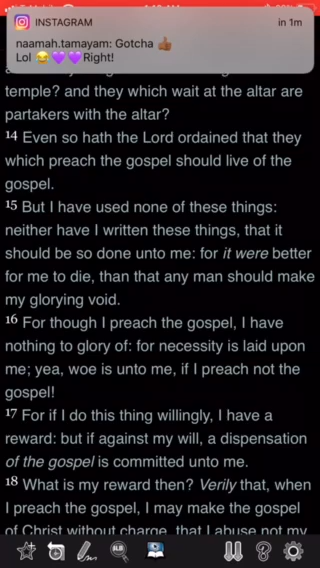 INSTAGRAM in 1m
naamah.tamayam: Gotcha 👍🏾
Lol 😂💜💜Right!
temple? and they which wait at the altar are
partakers with the altar?
14 Even so hath the Lord ordained that they
which preach the gospel should live of the
gospel.
15 But I have used none of these things:
neither have I written these things, that it
should be so done unto me: for it were better
for me to die, than that any man should make
my glorying void.
16 For though I preach the gospel, I have
nothing to glory of: for necessity is laid upon
me; yea, woe is unto me, if I preach not the
gospel!
17 For if I do this thing willingly, I have a
reward: but if against my will, a dispensation
of the gospel is committed unto me.
18 What is my reward then? Verily that, when
I preach the gospel, I may make the gospel
of Christ without charge, that I abuse not my